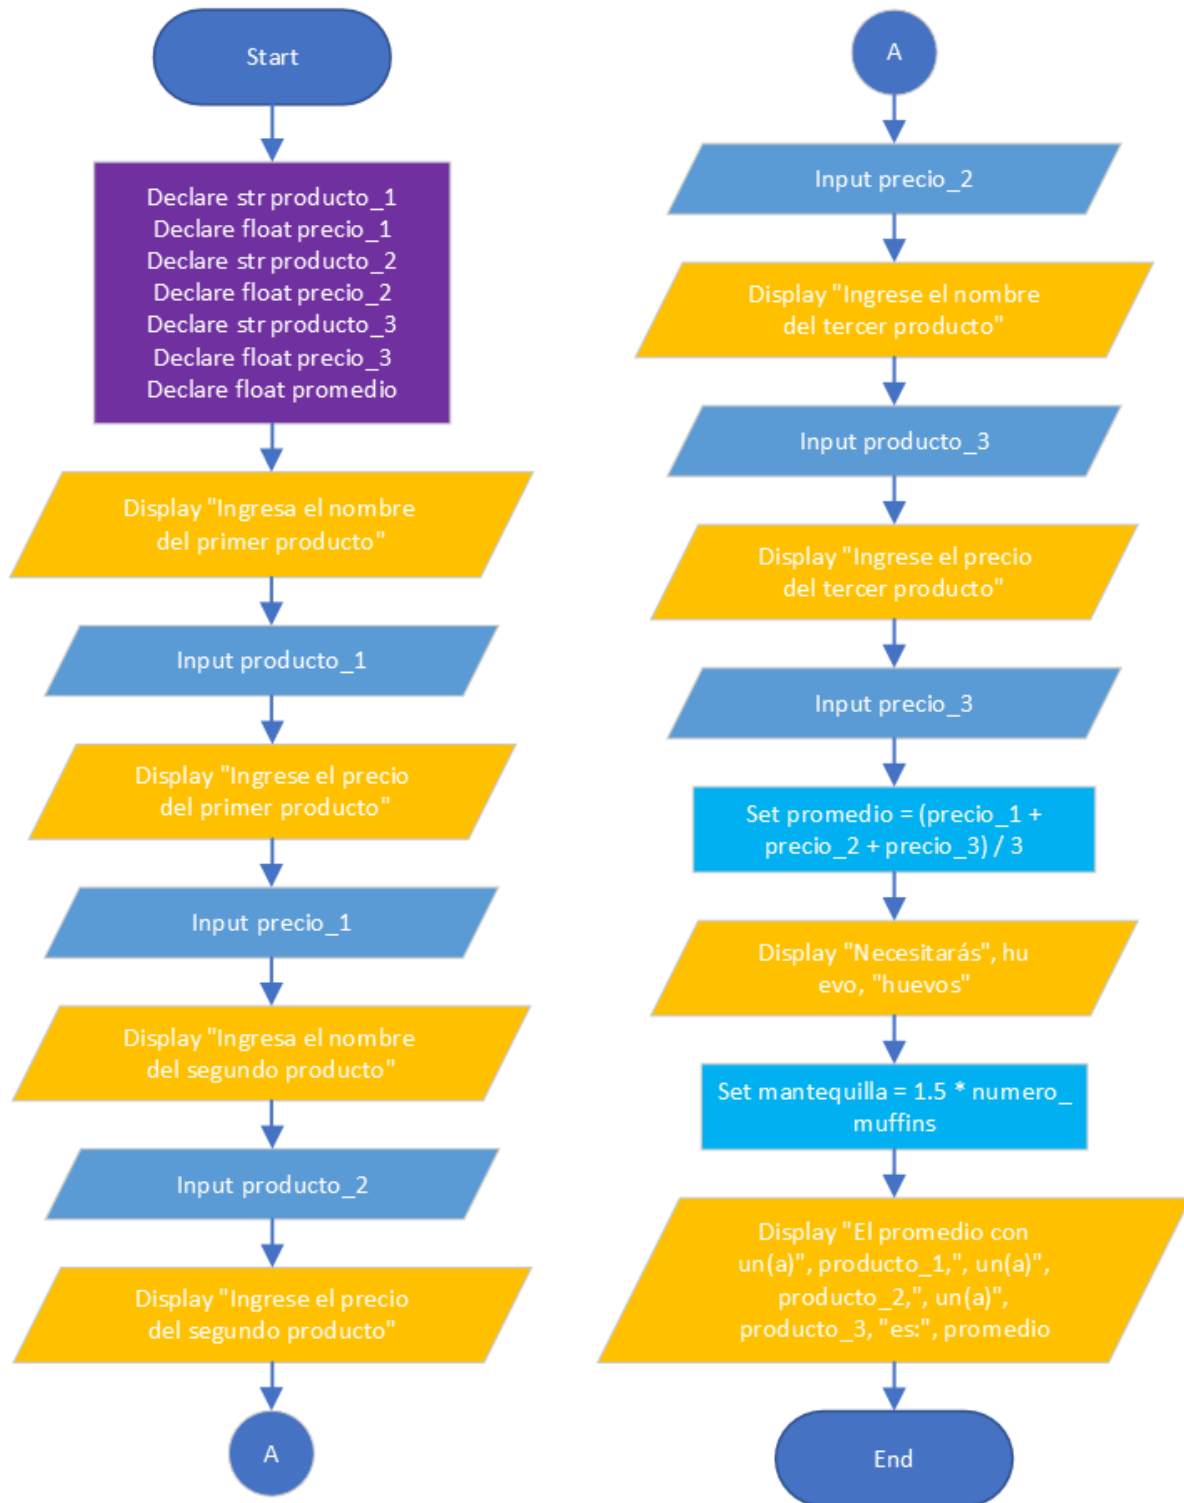 Start
Declare str producto_1
Declare float precio_1
Declare str producto_2
Declare float precio_2
Declare str producto_3
Declare float precio_3
Declare float promedio
Display "Ingresa el nombre
del primer producto"
Input producto_1
Display "Ingrese el precio
del primer producto"
Input precio_1
Display "Ingresa el nombre
del segundo producto"
Input producto_2
Display "Ingrese el precio
del segundo producto"
A
A
Input precio_2
Display "Ingrese el nombre
del tercer producto"
Input producto_3
Display "Ingrese el precio
del tercer producto"
Input precio_3
Set promedio = (precio_1 +
precio_2 + precio_3) / 3
Display "Necesitarás", hu
evo, "huevos"
Set mantequilla = 1.5 * numero_
muffins
Display "El promedio con
un(a)", producto_1,", un(a)",
producto_2,", un(a)",
producto_3, "es:", promedio
End